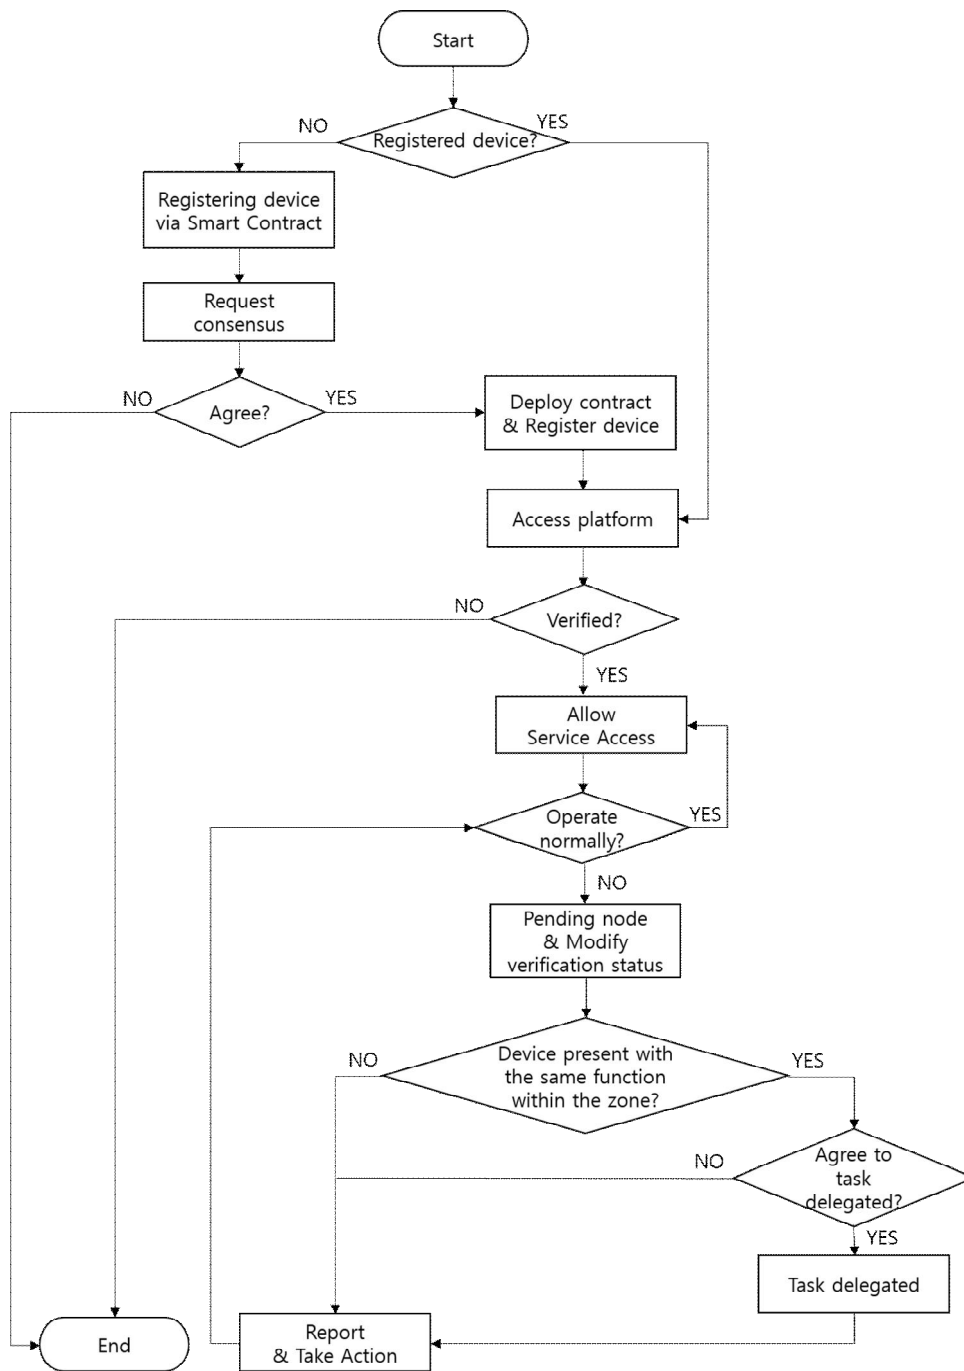 Start
NO
YES
Registered device?
Registering device
via Smart Contract
Request
consensus
NO
Agree?
YES
Deploy contract
& Register device
Access platform
NO
Verified?
YES
Allow
Service Access
Operate
normally?
YES
NO
Pending node
& Modify
verification status
NO
Device present with
the same function
within the zone?
YES
NO
Agree to
task
delegated?
YES
Task delegated
End
Report
& Take Action